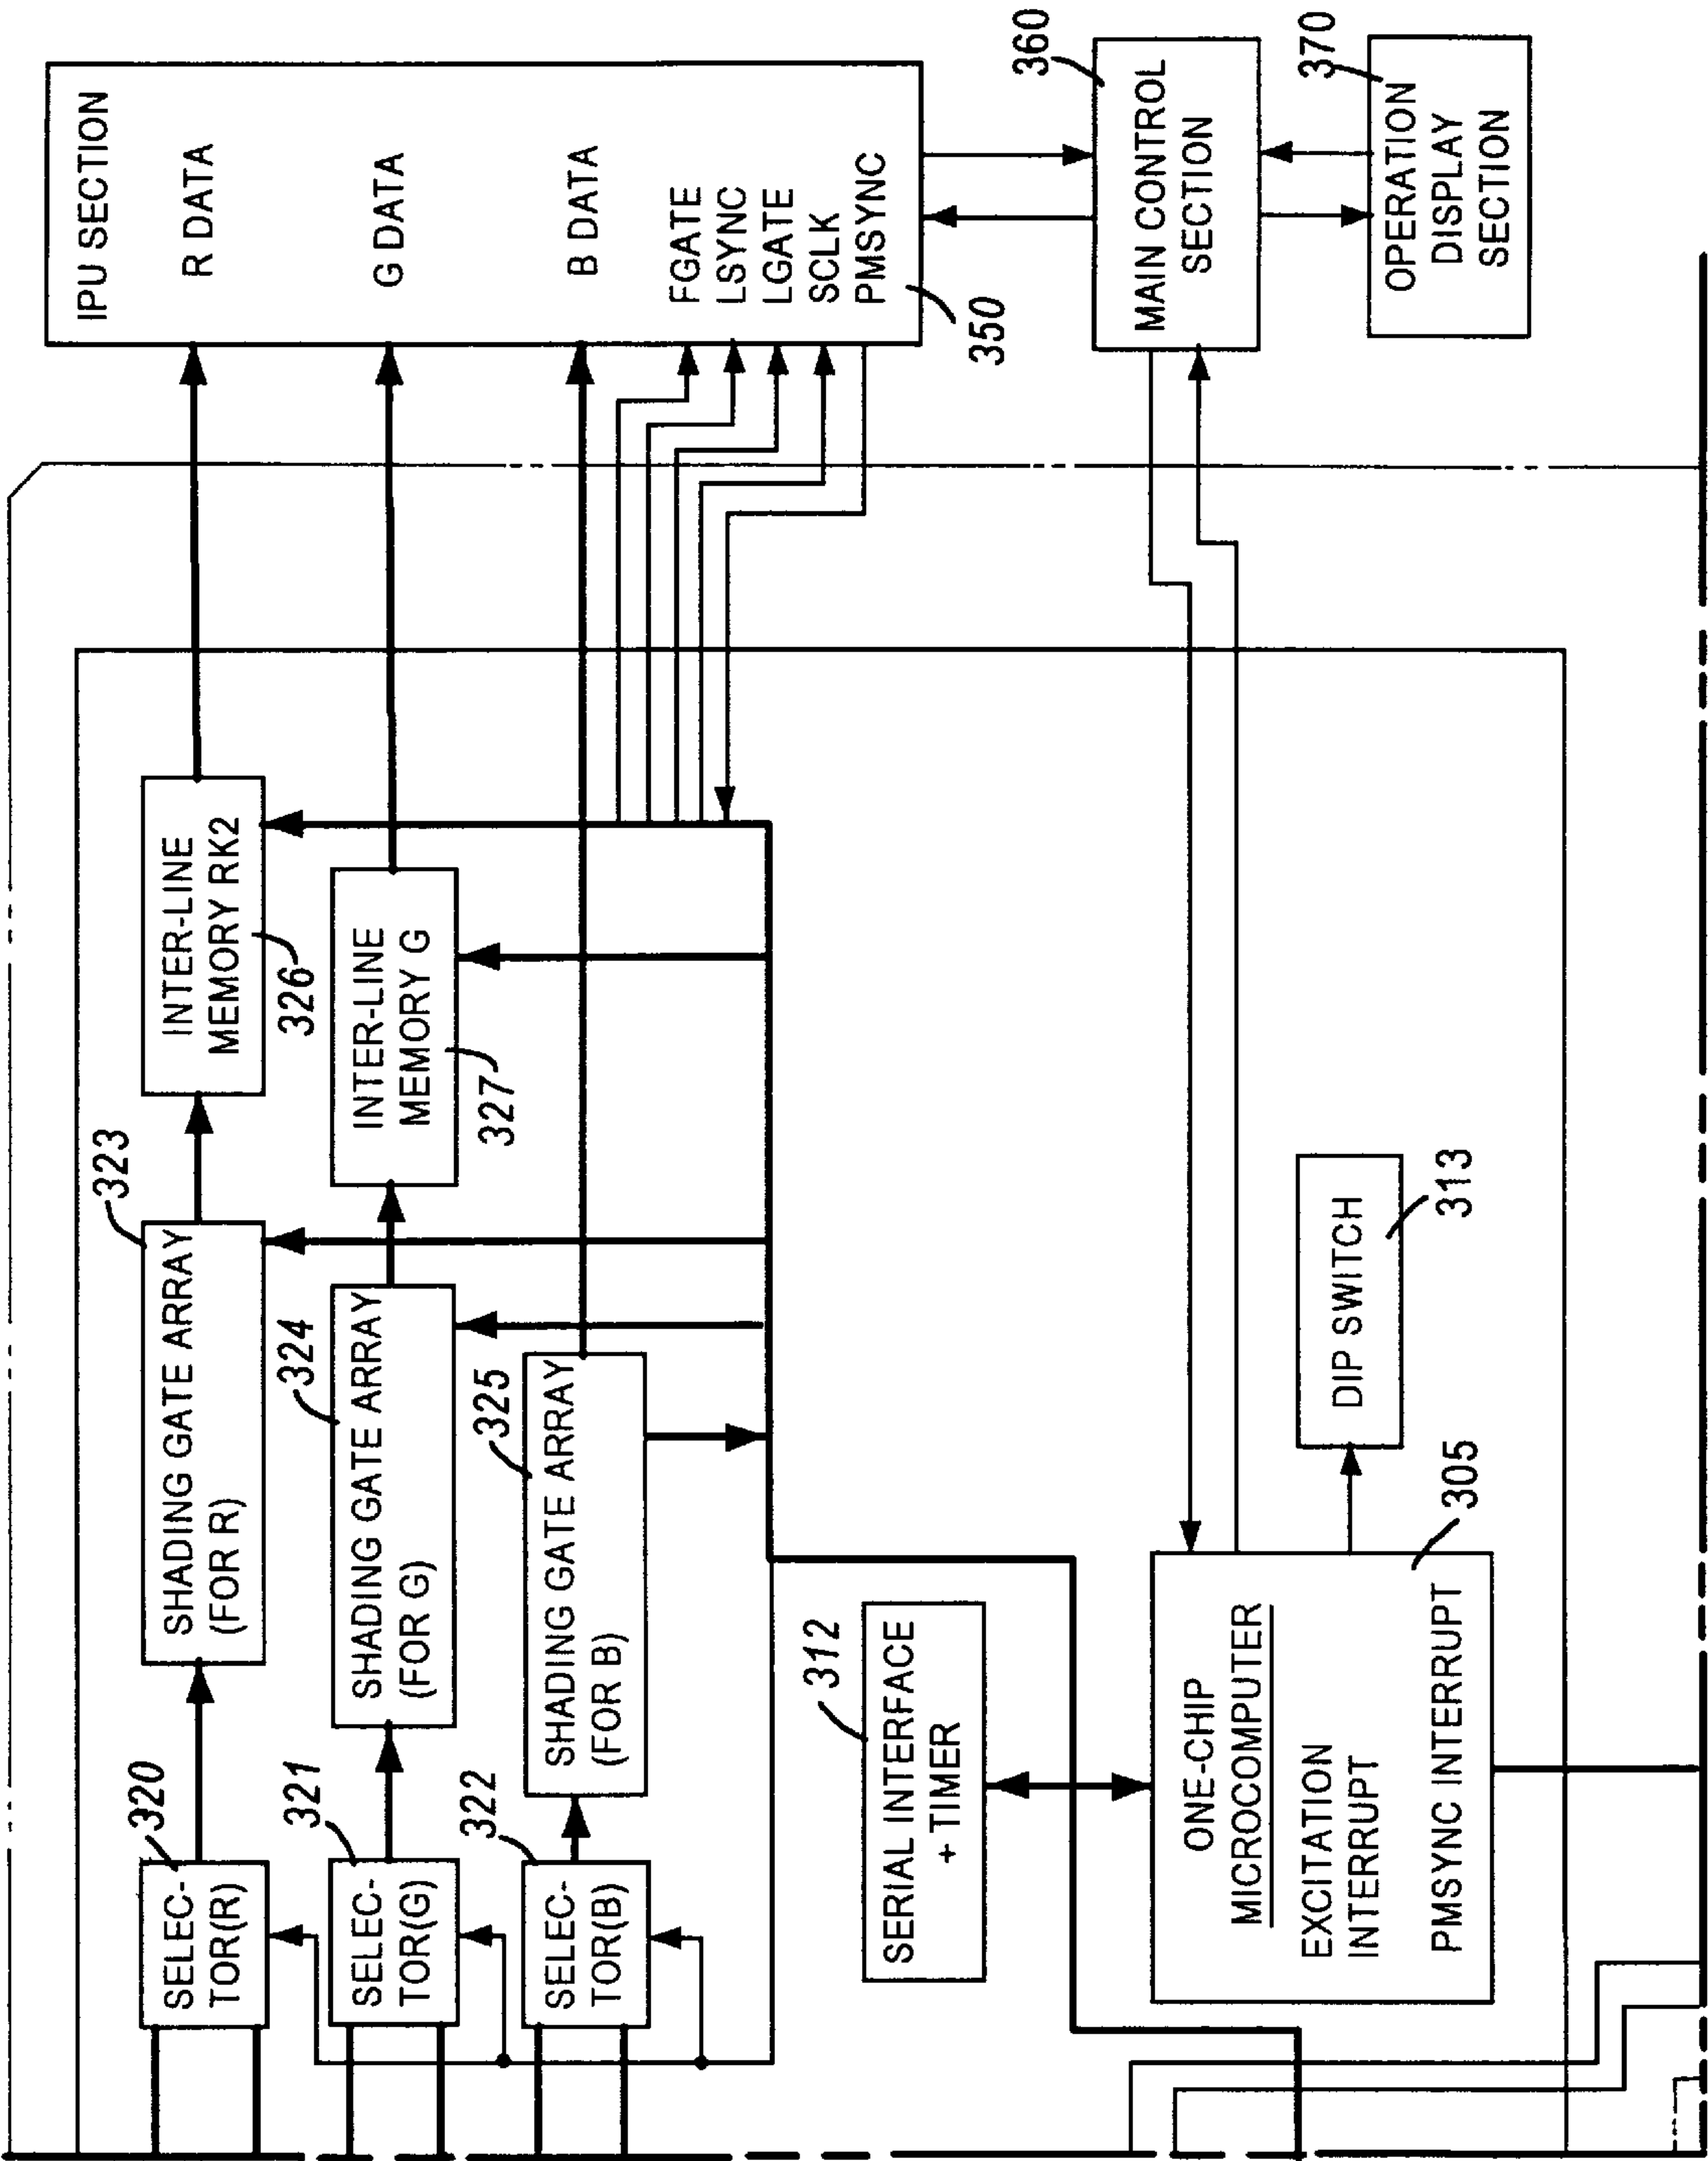 320
SELEC-
TOR(R)
323
SHADING GATE ARRAY
(FOR R)
INTER-LINE
MEMORY RK2
326
321
SELEC-
TOR(G)
324
SHADING GATE ARRAY
(FOR G)
INTER-LINE
MEMORY G
327
322
SELEC-
TOR(B)
325
SHADING GATE ARRAY
(FOR B)
IPU SECTION
R DATA
G DATA
B DATA
FGATE
LSYNC
LGATE
SCLK
PMSYNC
350
312
SERIAL INTERFACE
+ TIMER
ONE-CHIP
MICROCOMPUTER
EXCITATION
INTERRUPT
PMSYNC INTERRUPT
305
DIP SWITCH
313
360
MAIN CONTROL
SECTION
370
OPERATION
DISPLAY
SECTION